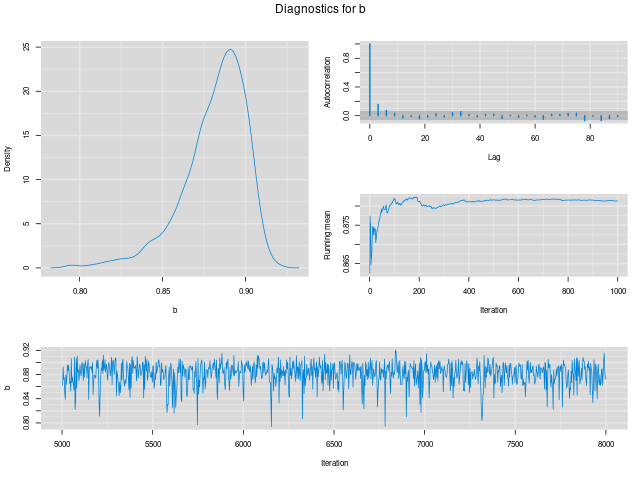 Diagnostics for b
Density
0 5 10 15 20 25
0.80 0.85 0.90
b
Autocorrelation
0.0 0.4 0.8
0 20 40 60 80
Lag
Running mean
0.865 0.875
0 200 400 600 800 1000
Iteration
b
0.80 0.84 0.88 0.92
5000 5500 6000 6500 7000 7500 8000
Iteration